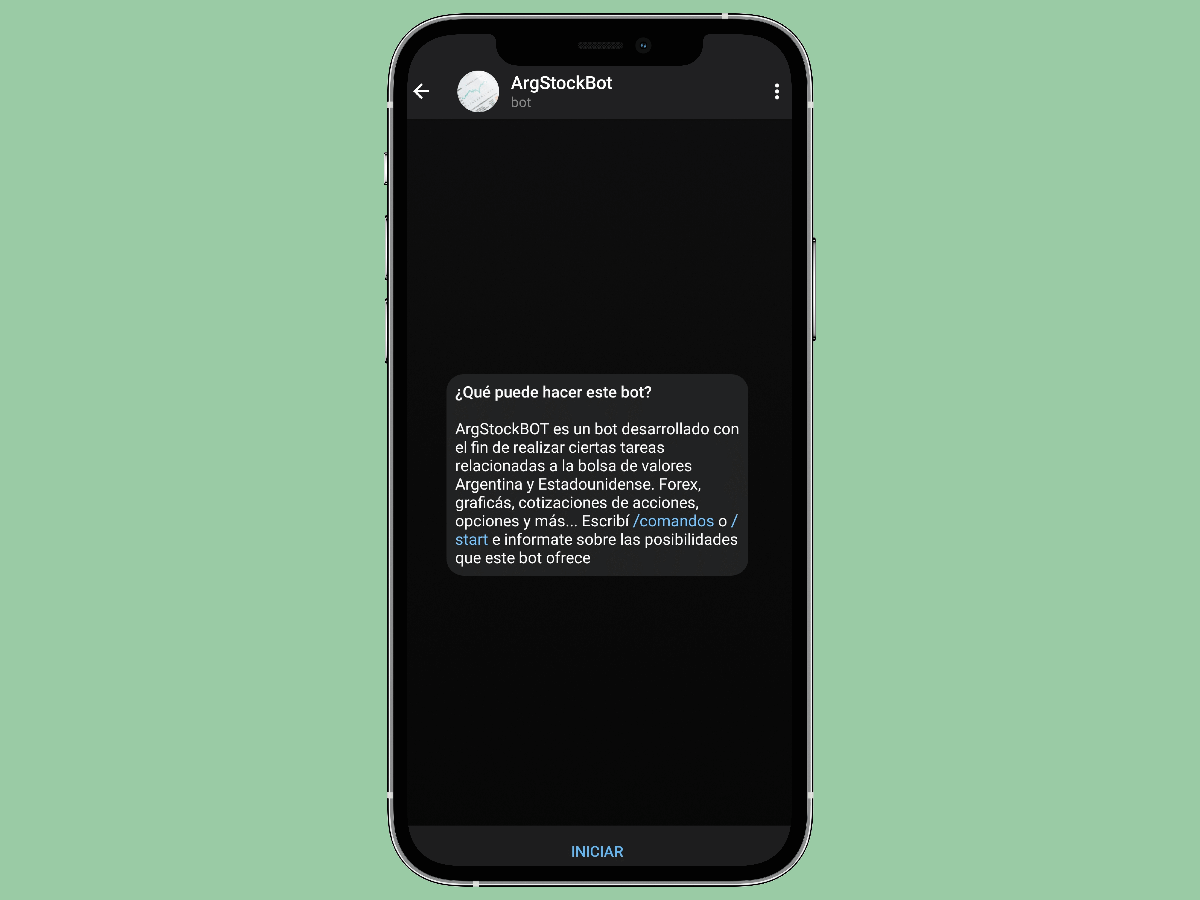 ArgStockBot
bot
¿Qué puede hacer este bot?
ArgStockBOT es un bot desarrollado con
el fin de realizar ciertas tareas
relacionadas a la bolsa de valores
Argentina y Estadounidense. Forex,
graficás, cotizaciones de acciones,
opciones y más... Escribí /comandos o /
start e informate sobre las posibilidades
que este bot ofrece
INICIAR